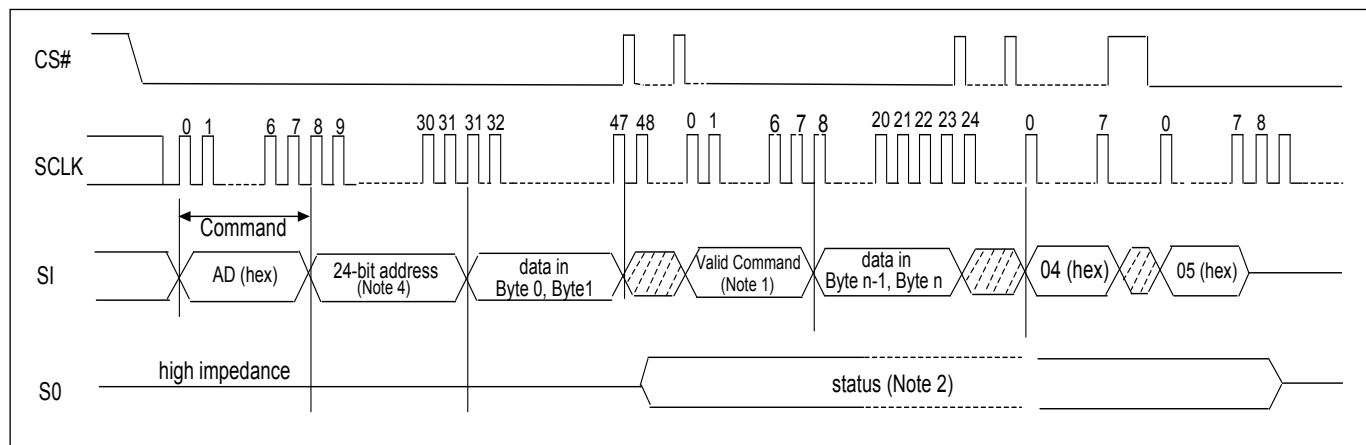 CS#
0 1 6 7 8 9 30 31 31 32 47 48 0 1 6 7 8 20 21 22 23 24 0 7 0 7 8
SCLK
Command
SI
AD (hex)
24-bit address
(Note 4)
data in
Byte 0, Byte1
Valid Command
(Note 1)
data in
Byte n-1, Byte n
04 (hex)
05 (hex)
high impedance
S0
status (Note 2)